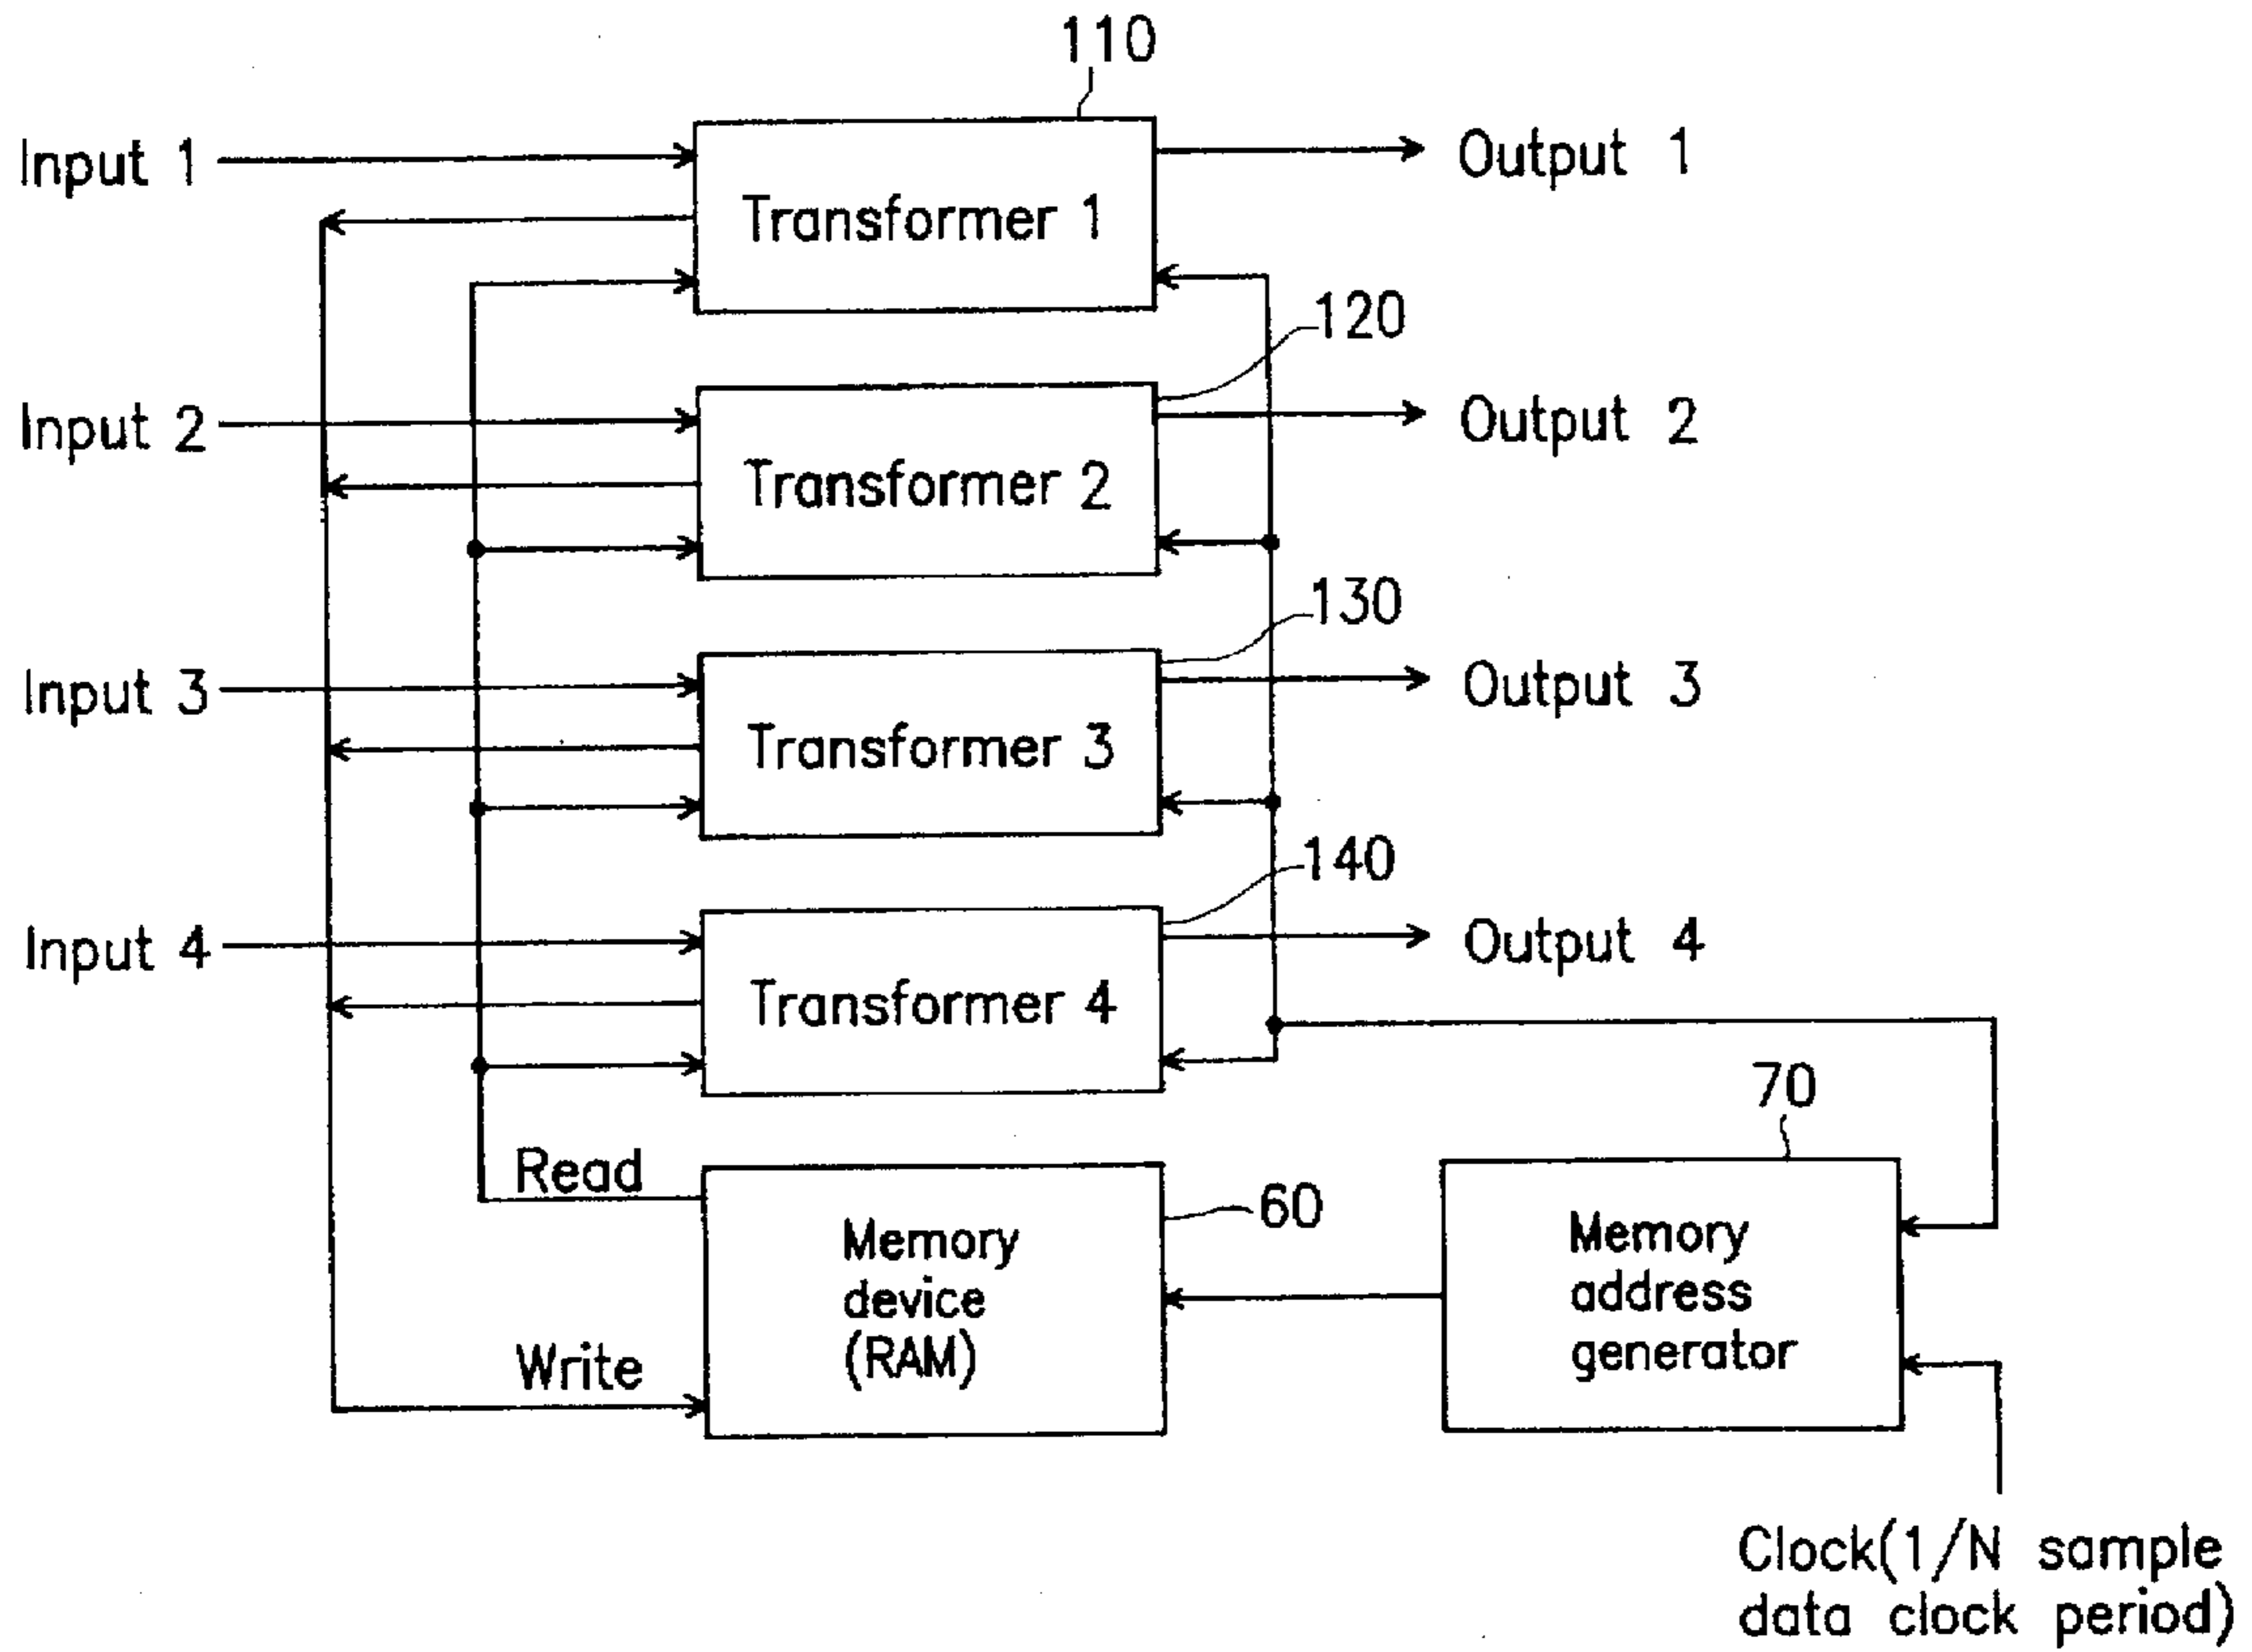 110
Input 1
Transformer 1
Output 1
120
Input 2
Transformer 2
Output 2
130
Input 3
Transformer 3
Output 3
140
Input 4
Transformer 4
Output 4
70
Read
60
Memory
device
(RAM)
Memory
address
generator
Write
Clock(1/N sample
data clock period)